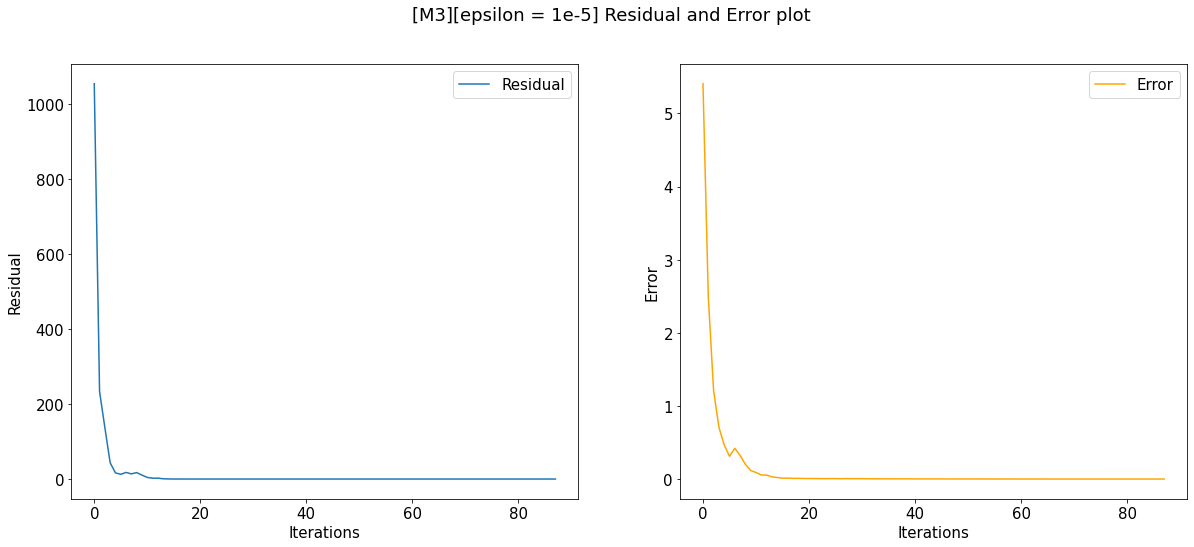 [M3][epsilon = 1e-5] Residual and Error plot
Residual
1000
800
600
400
200
0
Residual
0 20 40 60 80
Iterations
Error
5
4
3
2
1
0
Error
0 20 40 60 80
Iterations